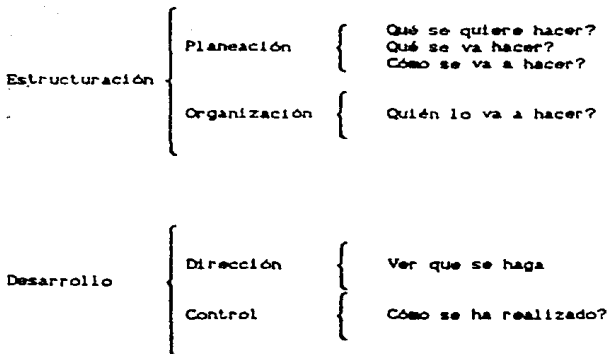 Qué se quiere hacer?
Planeación Qué se va hacer?
Cómo se va a hacer?
Estructuración
Organización Quién lo va a hacer?
Dirección Ver que se haga
Desarrollo
Control Cómo se ha realizado?